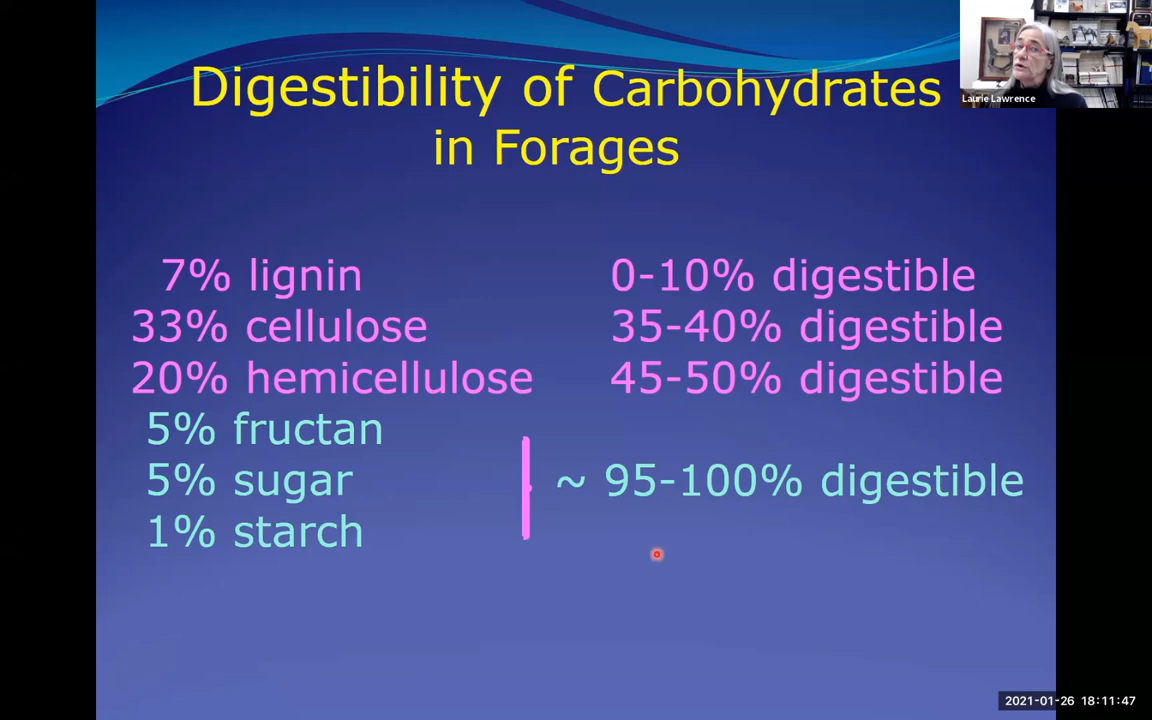 Digestibility of Carbohydrates
in Forages
Laurie Lawrence
7% lignin 0-10% digestible
33% cellulose 35-40% digestible
20% hemicellulose 45-50% digestible
5% fructan
5% sugar ~ 95-100% digestible
1% starch
2021-01-26 18:11:47